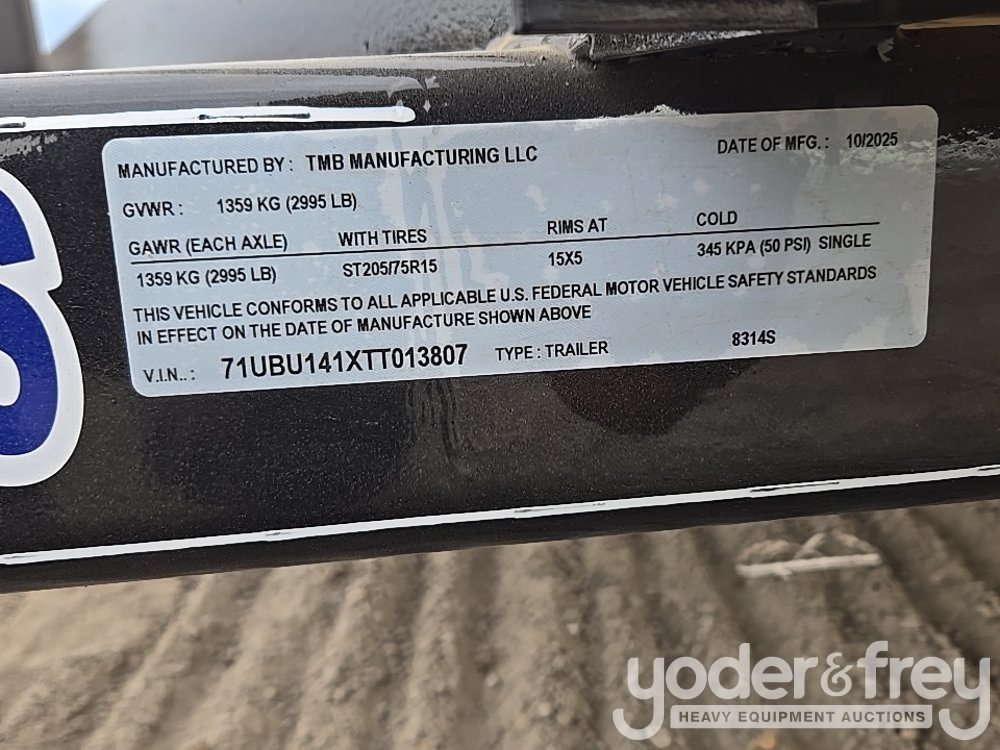 MANUFACTURED BY : TMB MANUFACTURING LLC DATE OF MFG. : 10/2025
GVWR : 1359 KG (2995 LB)
GAWR (EACH AXLE) WITH TIRES RIMS AT COLD
1359 KG (2995 LB) ST205/75R15 15X5 345 KPA (50 PSI) SINGLE
THIS VEHICLE CONFORMS TO ALL APPLICABLE U.S. FEDERAL MOTOR VEHICLE SAFETY STANDARDS
IN EFFECT ON THE DATE OF MANUFACTURE SHOWN ABOVE
V.I.N.. : 71UBU141XTT013807 TYPE : TRAILER 8314S
yoder&frey
HEAVY EQUIPMENT AUCTIONS